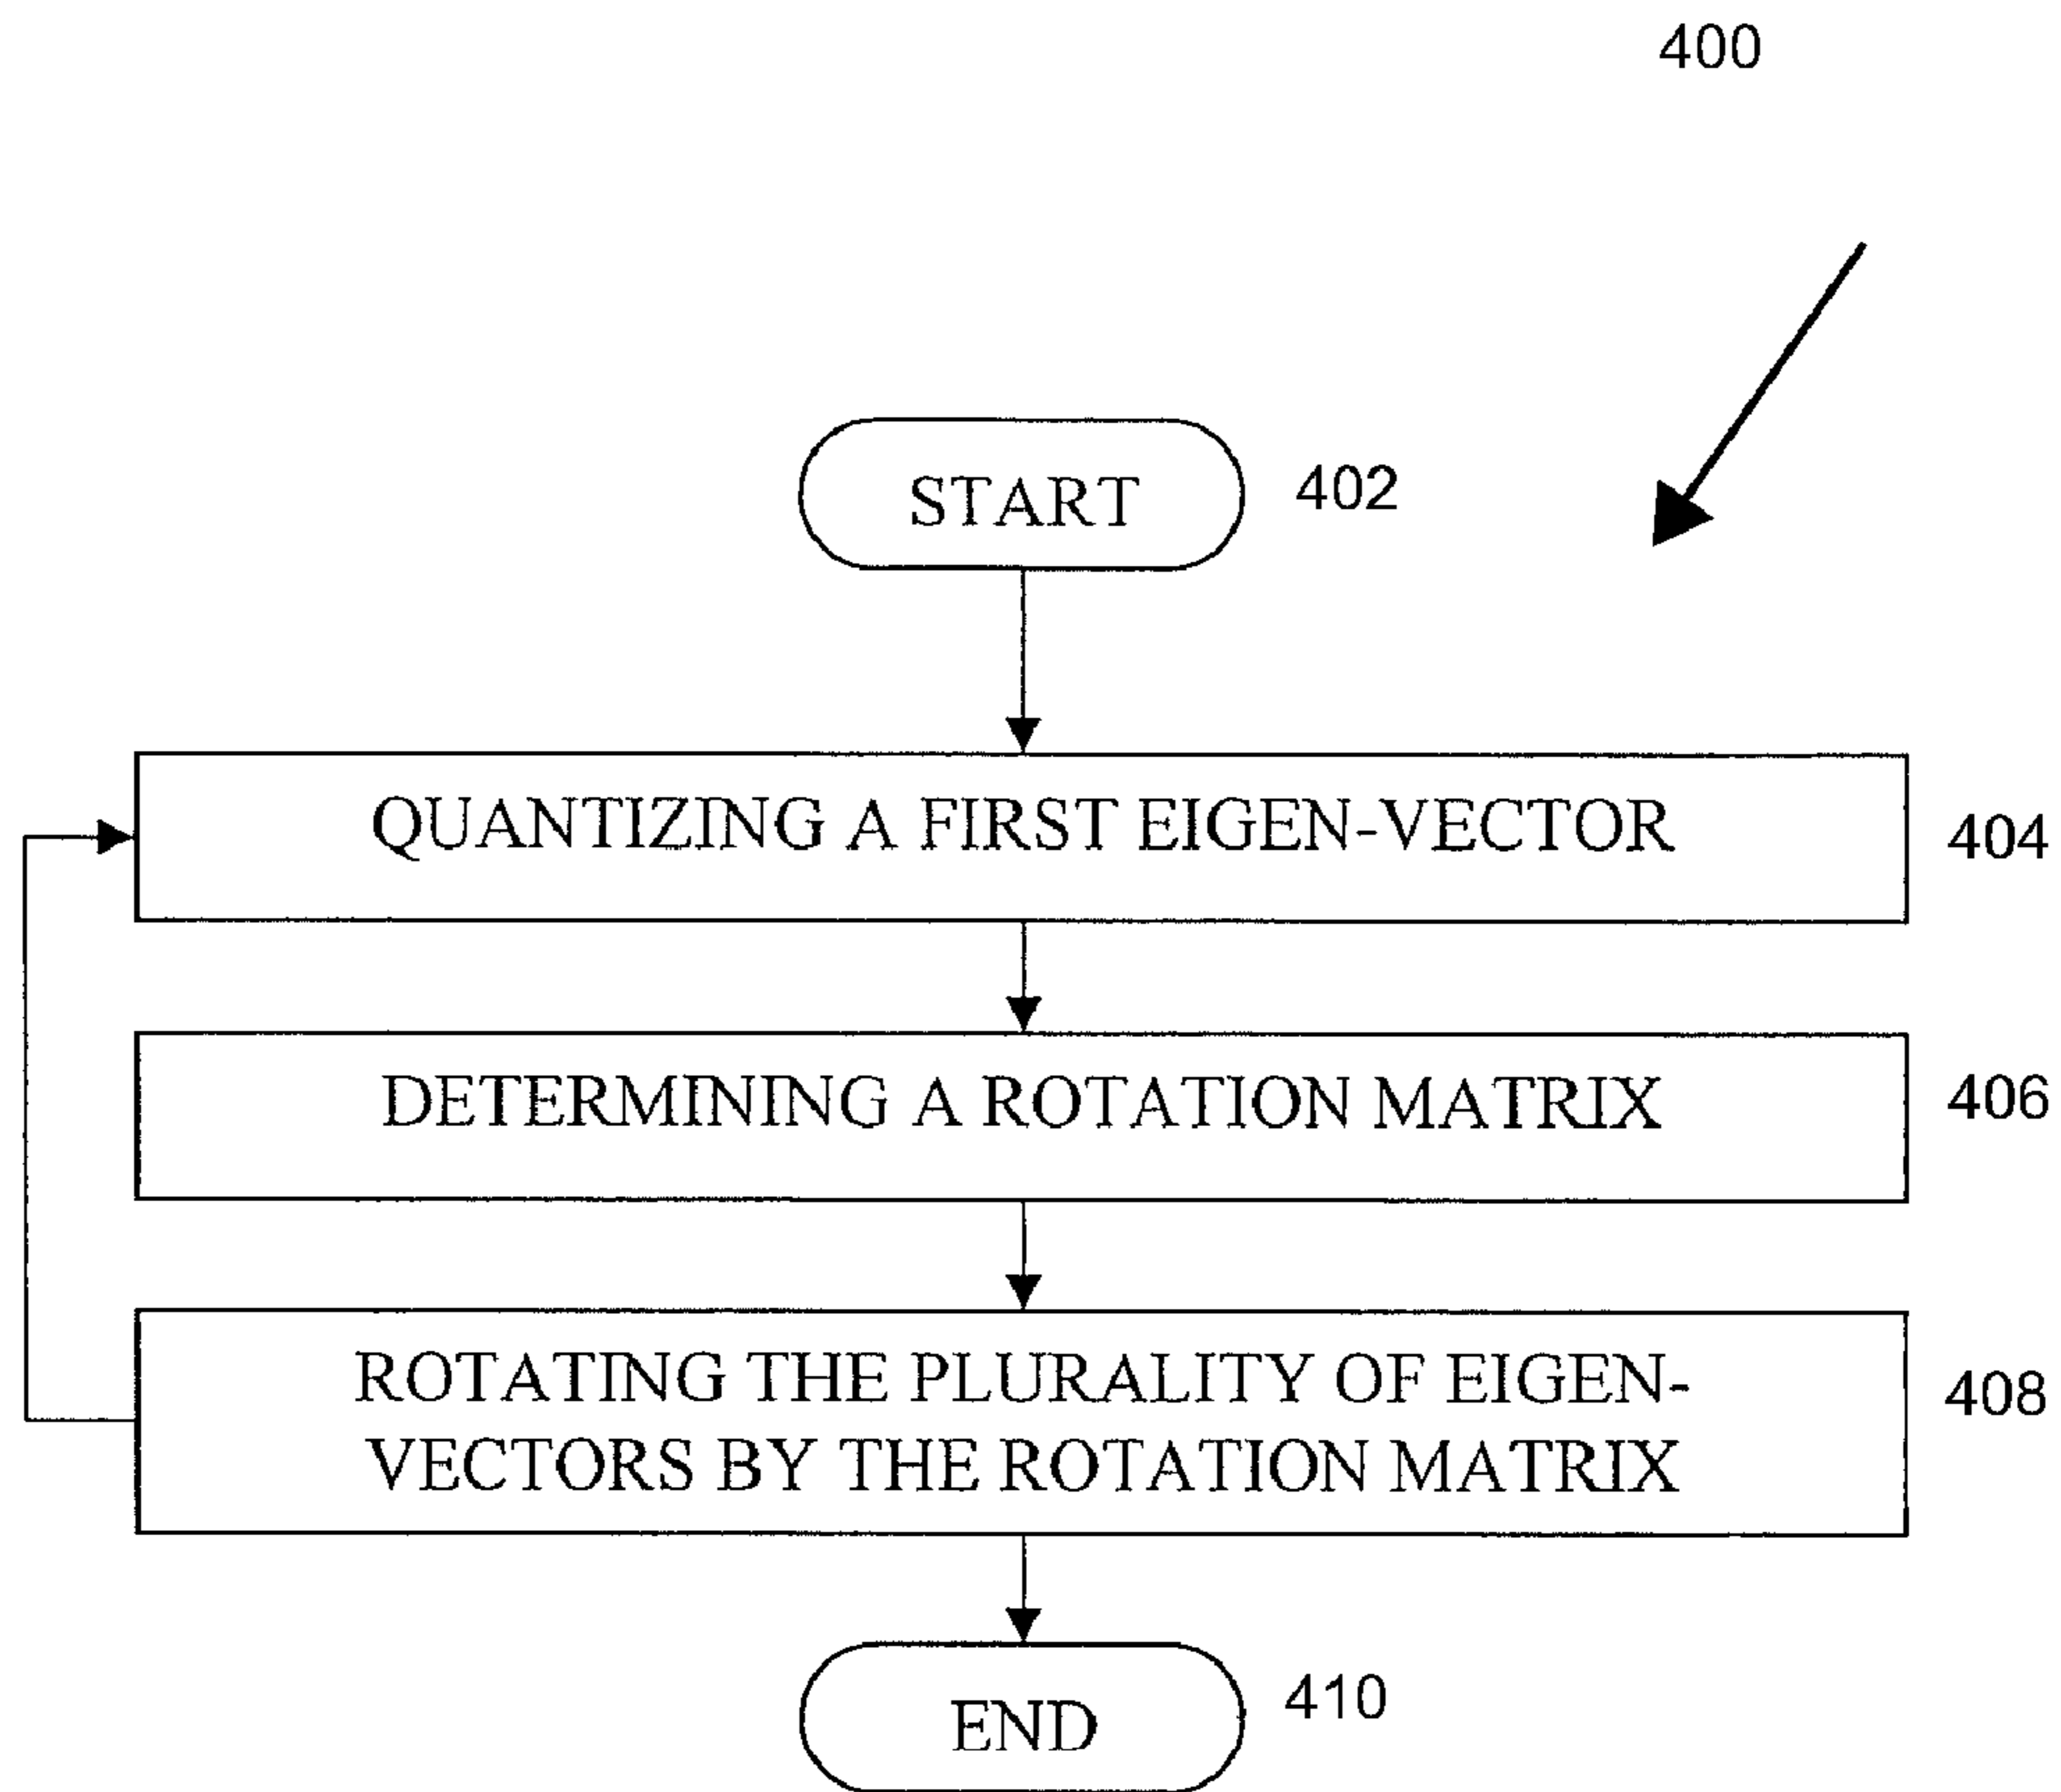 400
START
402
QUANTIZING A FIRST EIGEN-VECTOR
404
DETERMINING A ROTATION MATRIX
406
ROTATING THE PLURALITY OF EIGEN-
VECTORS BY THE ROTATION MATRIX
408
END
410